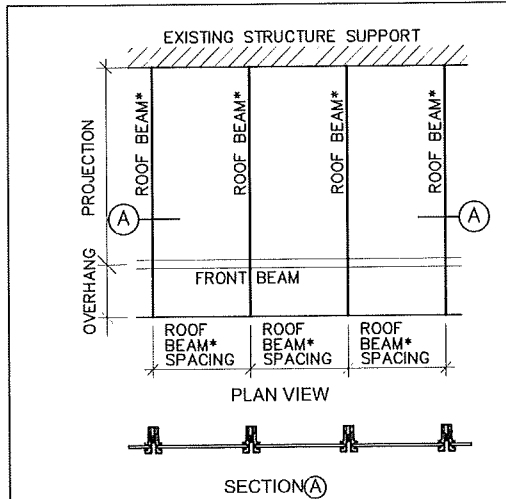 EXISTING STRUCTURE SUPPORT
PROJECTION
ROOF BEAM*
ROOF BEAM*
ROOF BEAM*
ROOF BEAM*
A
A
OVERHANG
FRONT BEAM
ROOF
BEAM*
SPACING
ROOF
BEAM*
SPACING
ROOF
BEAM*
SPACING
PLAN VIEW
SECTION A